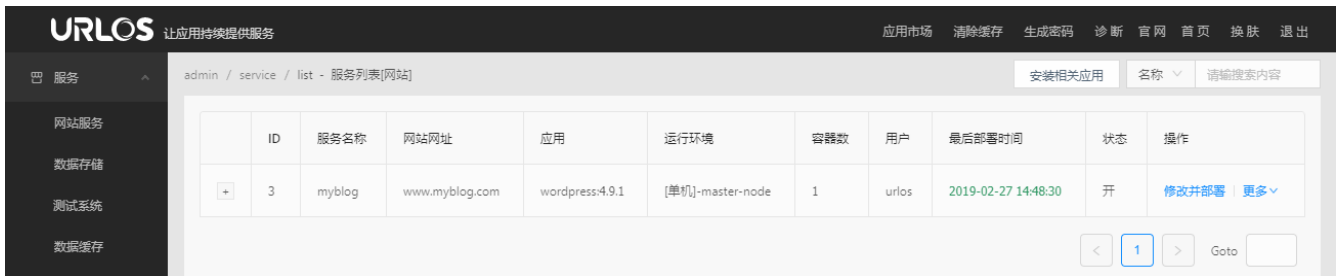 URLOS 让应用持续提供服务 应用市场 清除缓存 生成密码 诊断 官网 首页 换肤 退出
服务 admin / service / list - 服务列表[网站] 安装相关应用 名称 请输搜索内容
网站服务
数据存储
测试系统
数据缓存
ID 服务名称 网站网址 应用 运行环境 容器数 用户 最后部署时间 状态 操作
+ 3 myblog www.myblog.com wordpress:4.9.1 [单机]-master-node 1 urlos 2019-02-27 14:48:30 开 修改并部署 | 更多
< 1 > Goto